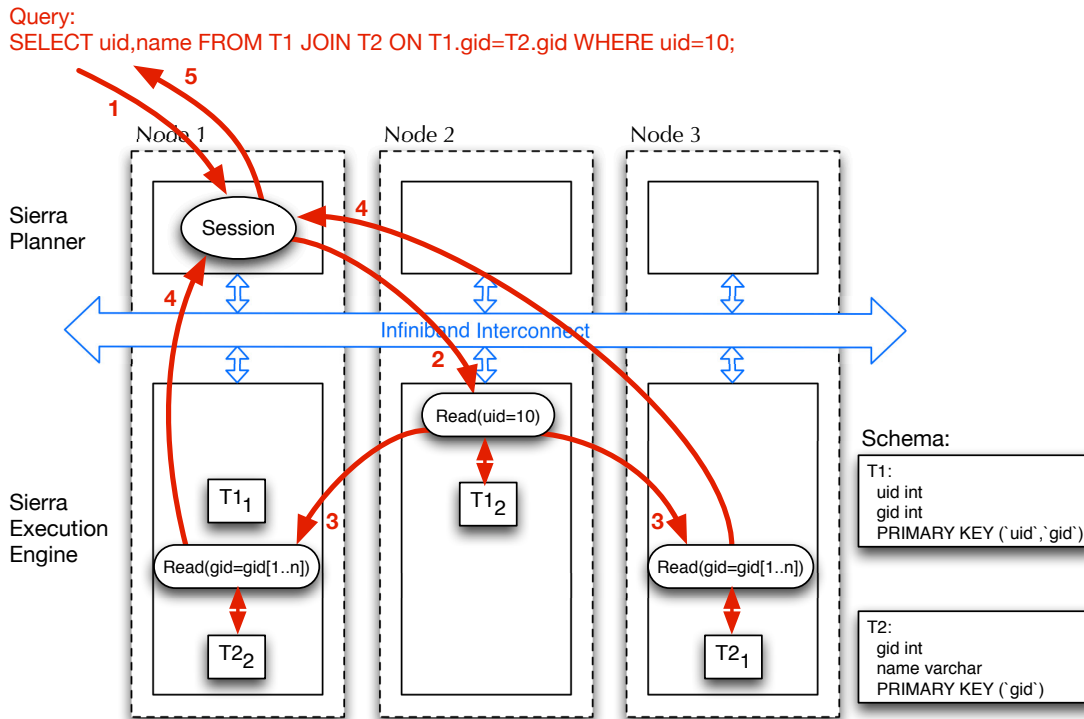 Query:
SELECT uid,name FROM T1 JOIN T2 ON T1.gid=T2.gid WHERE uid=10;
5
1
Node 1
Node 2
Node 3
Sierra
Planner
Session
4
4
Infiniband Interconnect
2
Read(uid=10)
Schema:
T1:
uid int
gid int
PRIMARY KEY (`uid`,`gid`)
Sierra
Execution
Engine
T1₁
T1₂
3
3
Read(gid=gid[1..n])
Read(gid=gid[1..n])
T2₂
T2₁
T2:
gid int
name varchar
PRIMARY KEY (`gid`)